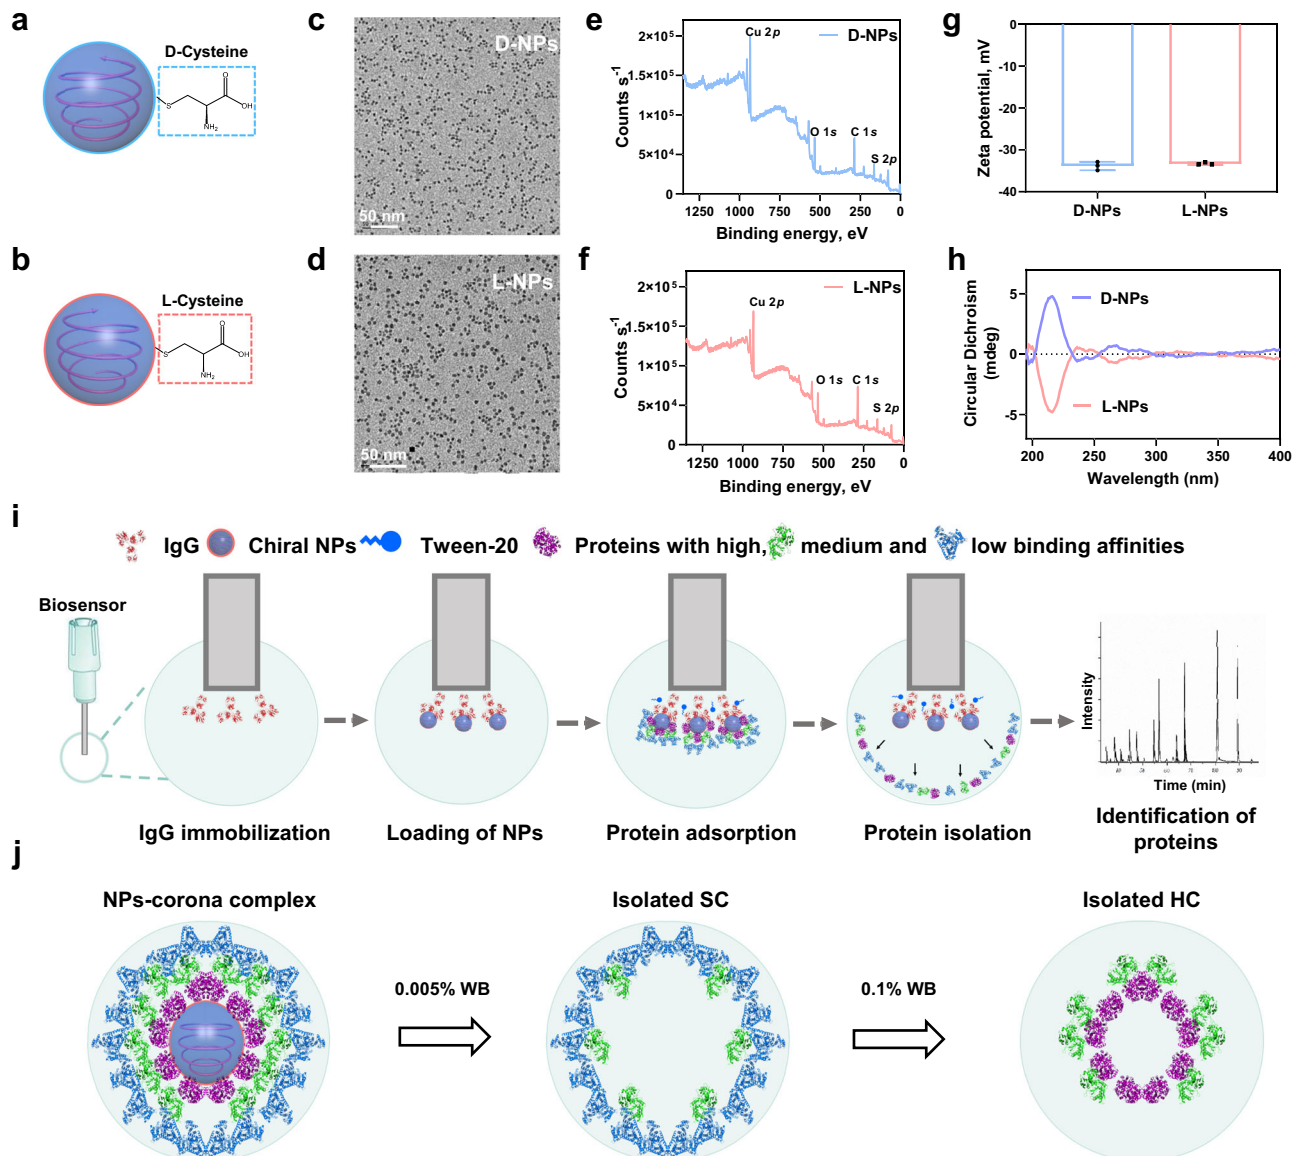 a
D-Cysteine
S
O
OH
NH₂
b
L-Cysteine
S
O
OH
NH₂
c
D-NPs
50 nm
d
L-NPs
50 nm
e
2×10⁵
1.5×10⁵
1×10⁵
5×10⁴
0
Counts s⁻¹
Cu 2p
O 1s
C 1s
S 2p
D-NPs
1250 1000 750 500 250 0
Binding energy, eV
f
2×10⁵
1.5×10⁵
1×10⁵
5×10⁴
0
Counts s⁻¹
Cu 2p
O 1s
C 1s
S 2p
L-NPs
1250 1000 750 500 250 0
Binding energy, eV
g
0
-10
-20
-30
-40
Zeta potential, mV
D-NPs L-NPs
h
5
0
-5
Circular Dichroism
(mdeg)
D-NPs
L-NPs
200 250 300 350 400
Wavelength (nm)
i
IgG Chiral NPs Tween-20 Proteins with high, medium and low binding affinities
Biosensor
IgG immobilization
Loading of NPs
Protein adsorption
Protein isolation
Intensity
Time (min)
Identification of
proteins
j
NPs-corona complex
0.005% WB
Isolated SC
0.1% WB
Isolated HC